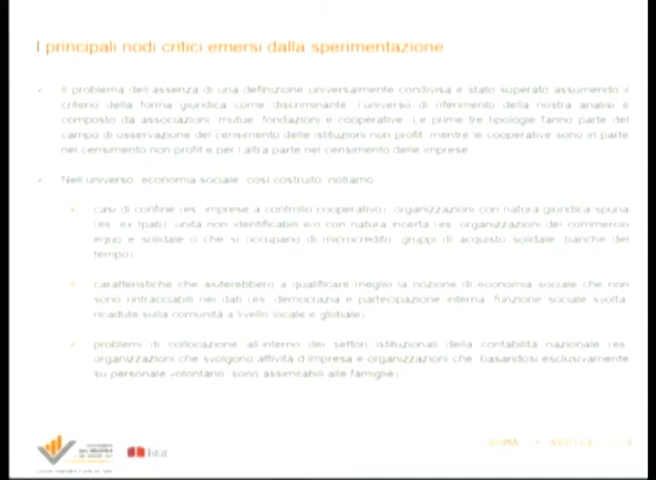 I principali nodi critici emersi dalla sperimentazione
Il problema dell'assenza di una definizione universalmente condivisa è stato superato assumendo il
criterio della forma giuridica come discriminante: l'universo di riferimento della nostra analisi è
composto da associazioni, mutue, fondazioni e cooperative. Le prime tre tipologie fanno parte del
campo di osservazione del censimento delle istituzioni non profit, mentre le cooperative sono in parte
nel censimento non profit e per l'altra parte nel censimento delle imprese
Nell'universo economia sociale così costruito notiamo
casi di confine (es. imprese a controllo cooperativo), organizzazioni con natura giuridica spuria
(es. ex Ipab), unità non identificabili e/o con natura incerta (es. organizzazioni del commercio
equo e solidale o che si occupano di microcredito, gruppi di acquisto solidale, banche del
tempo)
caratteristiche che aiuterebbero a qualificare meglio la nozione di economia sociale che non
sono rintracciabili nei dati (es. democrazia e partecipazione interna, funzione sociale svolta,
ricadute sulla comunità a livello locale e globale)
problemi di collocazione all'interno dei settori istituzionali della contabilità nazionale (es.
organizzazioni che svolgono attività d'impresa e organizzazioni che, basandosi esclusivamente
su personale volontario, sono assimilabili alle famiglie)
Istat
ROMA APRILE